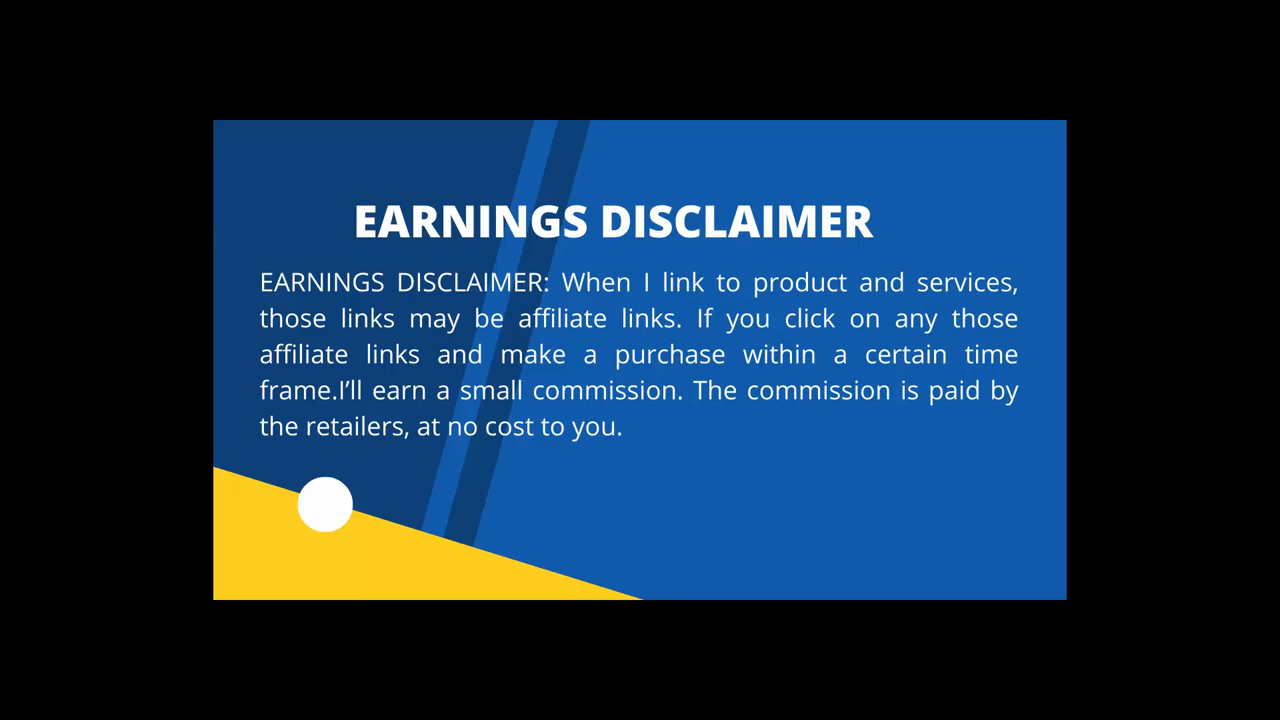 EARNINGS DISCLAIMER
EARNINGS DISCLAIMER: When I link to product and services,
those links may be affiliate links. If you click on any those
affiliate links and make a purchase within a certain time
frame.I’ll earn a small commission. The commission is paid by
the retailers, at no cost to you.